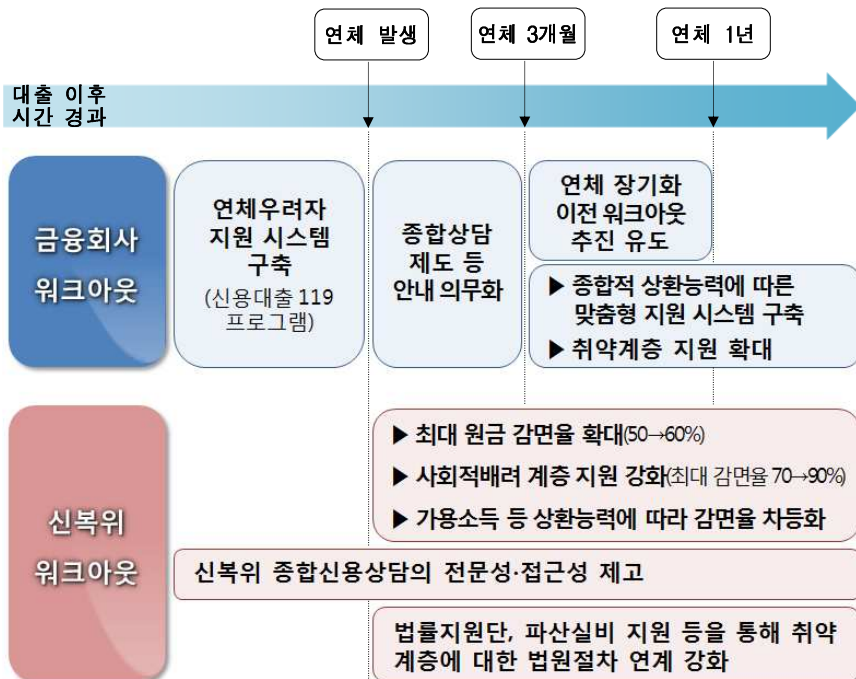 연체 발생
연체 3개월
연체 1년
대출 이후
시간 경과
금융회사
워크아웃
연체우려자
지원 시스템
구축
(신용대출 119
프로그램)
종합상담
제도 등
안내 의무화
연체 장기화
이전 워크아웃
추진 유도
▶ 종합적 상환능력에 따른
맞춤형 지원 시스템 구축
▶ 취약계층 지원 확대
신복위
워크아웃
▶ 최대 원금 감면율 확대(50→60%)
▶ 사회적배려 계층 지원 강화(최대 감면율 70→90%)
▶ 가용소득 등 상환능력에 따라 감면율 차등화
신복위 종합신용상담의 전문성·접근성 제고
법률지원단, 파산실비 지원 등을 통해 취약
계층에 대한 법원절차 연계 강화